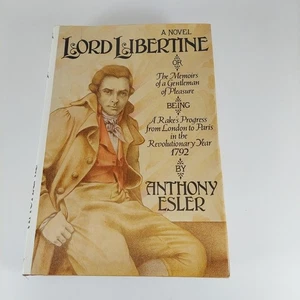 A NOVEL
LORD LIBERTINE
OR
The Memoirs
of a Gentleman
of Pleasure
BEING
A Rake's Progress
from London to Paris
in the
Revolutionary Year
1792
BY
ANTHONY
ESLER